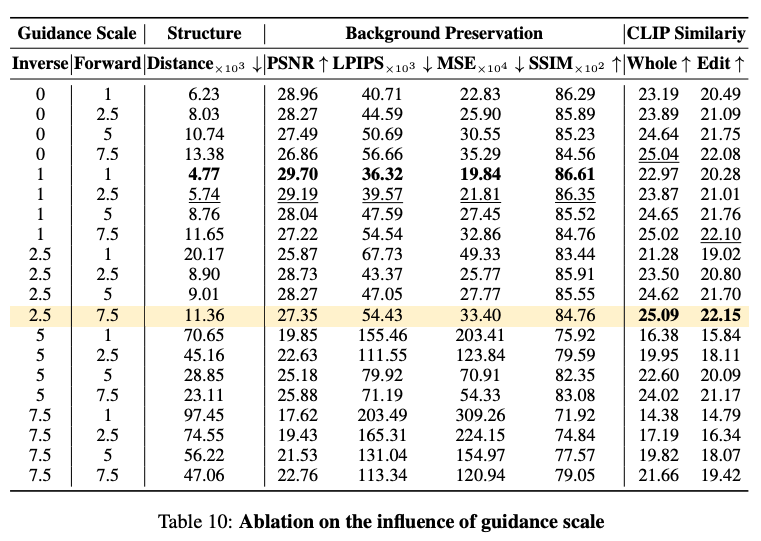 Guidance Scale Structure Background Preservation CLIP Similariy
Inverse Forward Distance×10³ ↓ PSNR ↑ LPIPS×10³ ↓ MSE×10⁴ ↓ SSIM×10² ↑ Whole ↑ Edit ↑
0 1 6.23 28.96 40.71 22.83 86.29 23.19 20.49
0 2.5 8.03 28.27 44.59 25.90 85.89 23.89 21.09
0 5 10.74 27.49 50.69 30.55 85.23 24.64 21.75
0 7.5 13.38 26.86 56.66 35.29 84.56 25.04 22.08
1 1 4.77 29.70 36.32 19.84 86.61 22.97 20.28
1 2.5 5.74 29.19 39.57 21.81 86.35 23.87 21.01
1 5 8.76 28.04 47.59 27.45 85.52 24.65 21.76
1 7.5 11.65 27.22 54.54 32.86 84.76 25.02 22.10
2.5 1 20.17 25.87 67.73 49.33 83.44 21.28 19.02
2.5 2.5 8.90 28.73 43.37 25.77 85.91 23.50 20.80
2.5 5 9.01 28.27 47.05 27.77 85.55 24.62 21.70
2.5 7.5 11.36 27.35 54.43 33.40 84.76 25.09 22.15
5 1 70.65 19.85 155.46 203.41 75.92 16.38 15.84
5 2.5 45.16 22.63 111.55 123.84 79.59 19.95 18.11
5 5 28.85 25.18 79.92 70.91 82.35 22.60 20.09
5 7.5 23.11 25.88 71.19 54.33 83.08 24.02 21.17
7.5 1 97.45 17.62 203.49 309.26 71.92 14.38 14.79
7.5 2.5 74.55 19.43 165.31 224.15 74.84 17.19 16.34
7.5 5 56.22 21.53 131.04 154.97 77.57 19.82 18.07
7.5 7.5 47.06 22.76 113.34 120.94 79.05 21.66 19.42
Table 10: Ablation on the influence of guidance scale